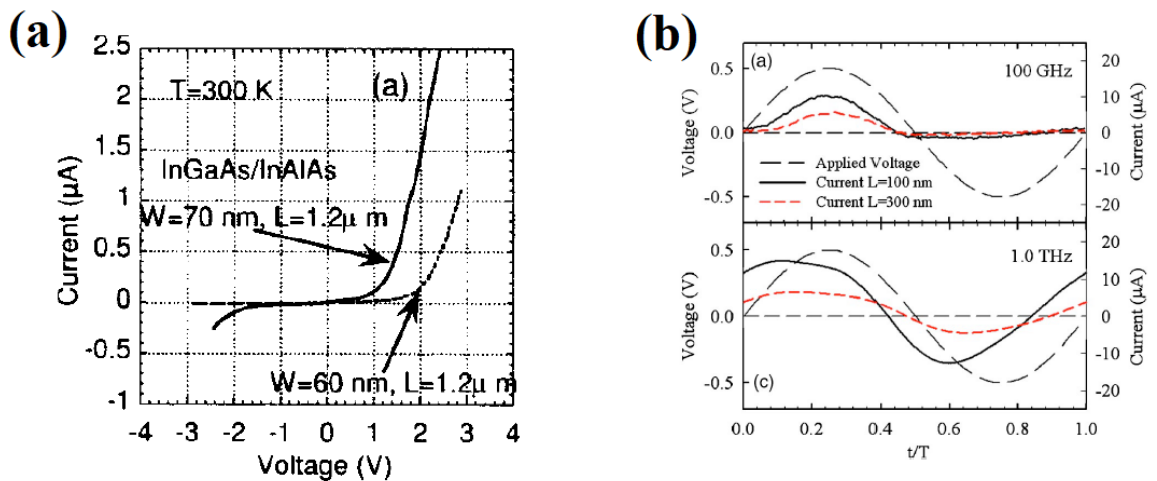 (a)
2.5
2
1.5
1
0.5
0
-0.5
-1
Current (μA)
T=300 K
(a)
InGaAs/InAlAs
W=70 nm, L=1.2μ m
W=60 nm, L=1.2μ m
-4 -3 -2 -1 0 1 2 3 4
Voltage (V)
(b)
(a)
100 GHz
0.5
0.0
-0.5
Voltage (V)
20
10
0
-10
-20
Current (μA)
Applied Voltage
Current L=100 nm
Current L=300 nm
1.0 THz
0.5
0.0
-0.5
Voltage (V)
20
10
0
-10
-20
Current (μA)
(c)
0.0 0.2 0.4 0.6 0.8 1.0
t/T